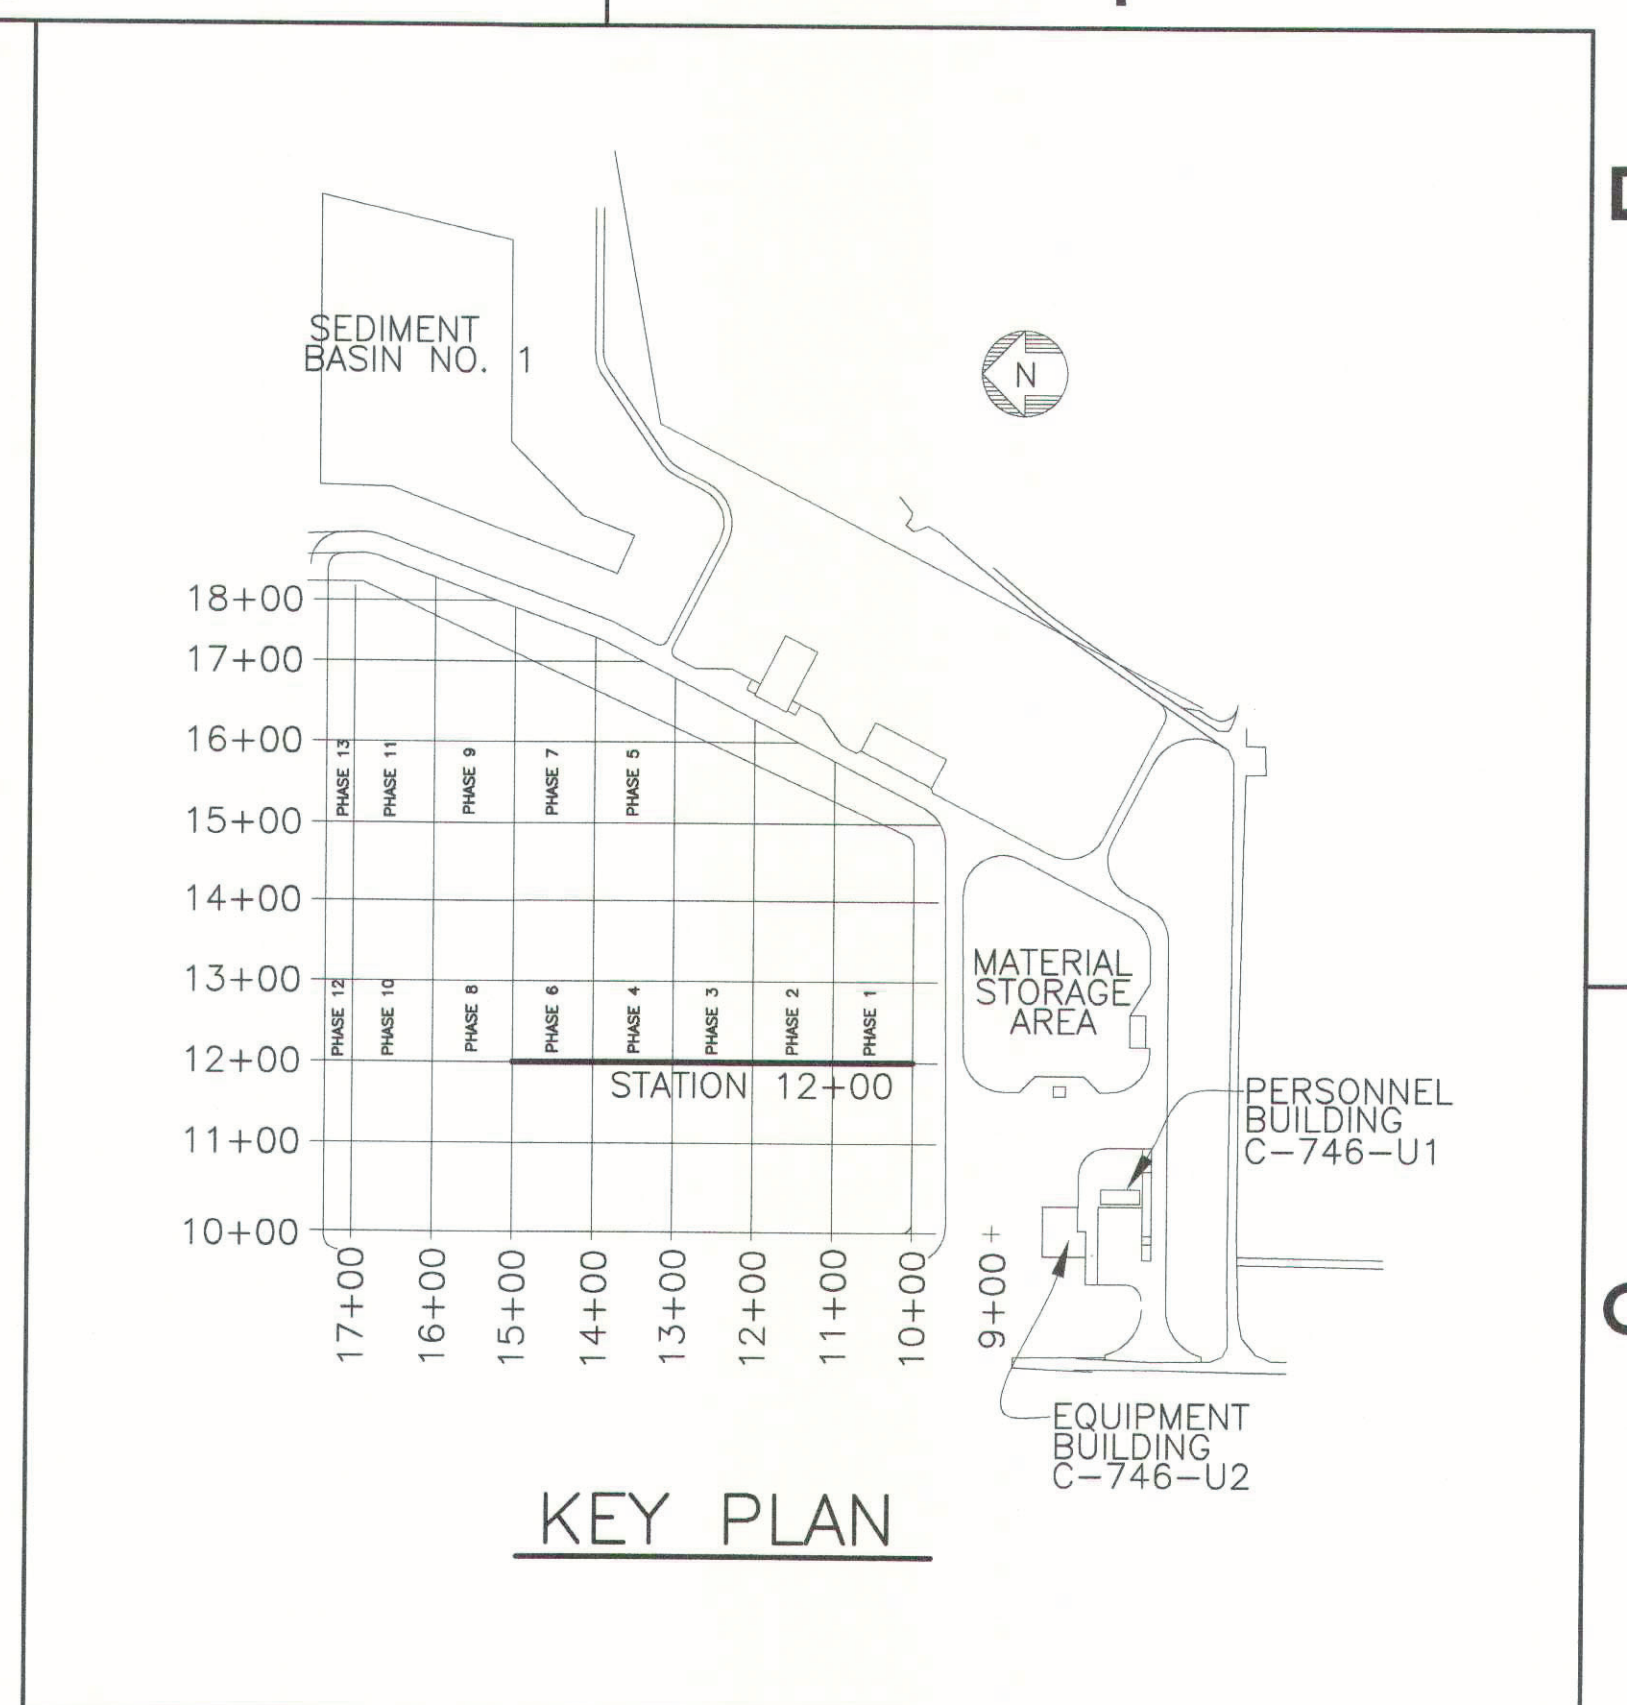 SEDIMENT
BASIN NO. 1
N
18+00
17+00
16+00
15+00
14+00
13+00
12+00
11+00
10+00
PHASE 13
PHASE 11
PHASE 9
PHASE 7
PHASE 5
PHASE 12
PHASE 10
PHASE 8
PHASE 6
PHASE 4
PHASE 3
PHASE 2
PHASE 1
STATION 12+00
MATERIAL
STORAGE
AREA
PERSONNEL
BUILDING
C-746-U1
17+00
16+00
15+00
14+00
13+00
12+00
11+00
10+00
9+00 +
EQUIPMENT
BUILDING
C-746-U2
KEY PLAN